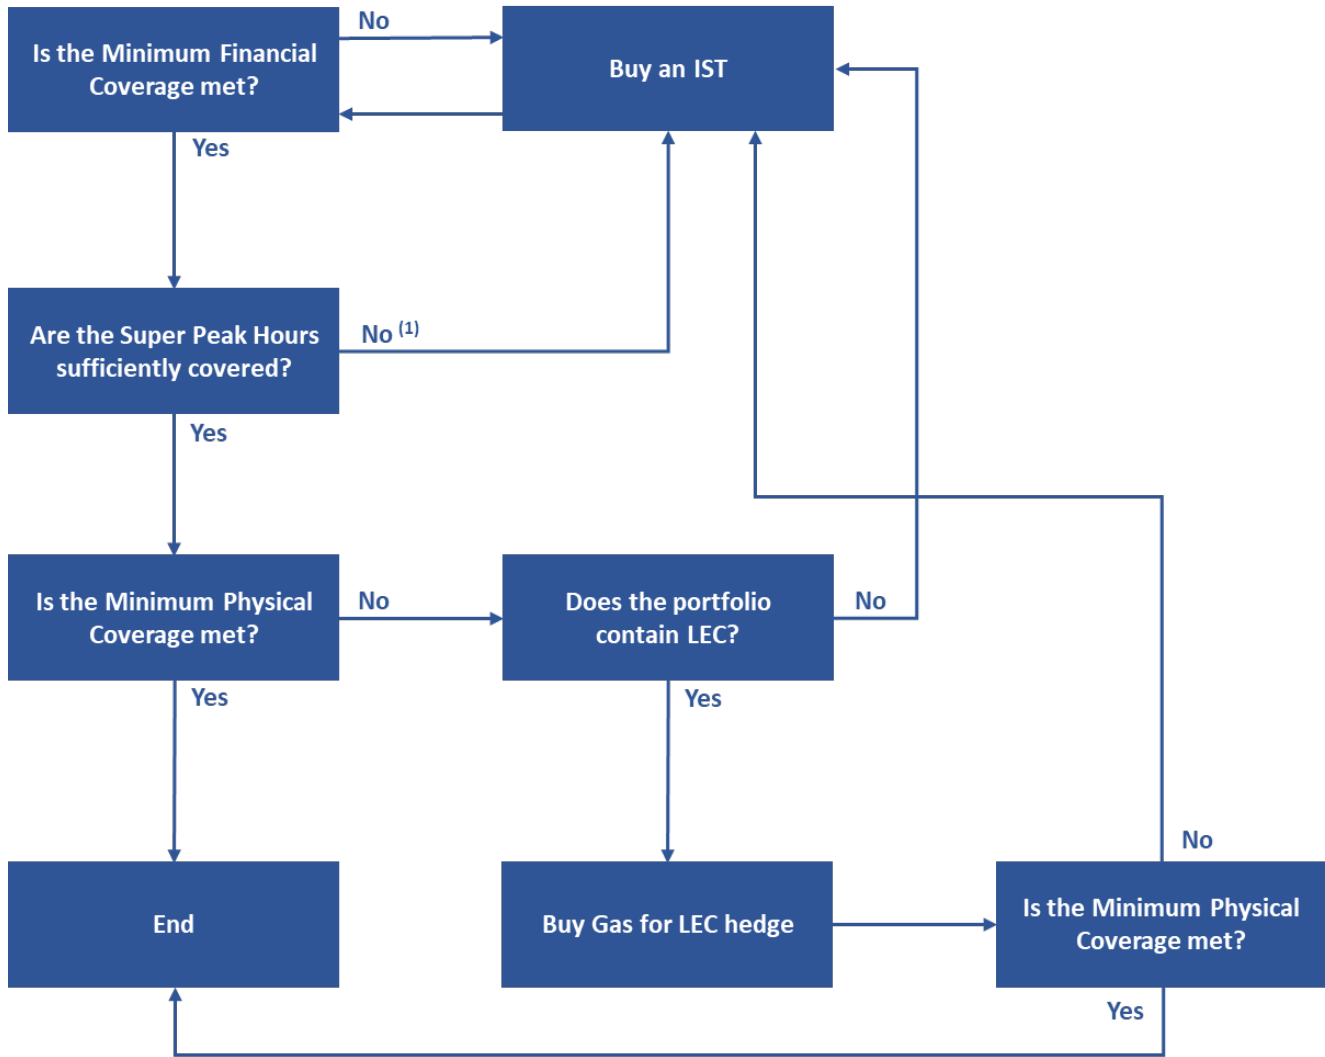 Is the Minimum Financial
Coverage met?
No
Buy an IST
Yes
Are the Super Peak Hours
sufficiently covered?
No (1)
Yes
Is the Minimum Physical
Coverage met?
No
Does the portfolio
contain LEC?
No
Yes
Yes
No
End
Buy Gas for LEC hedge
Is the Minimum Physical
Coverage met?
Yes